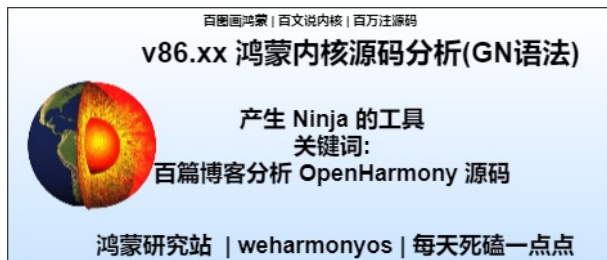 百图画鸿蒙 | 百文说内核 | 百万注源码
v86.xx 鸿蒙内核源码分析(GN语法)
产生 Ninja 的工具
关键词:
百篇博客分析 OpenHarmony 源码
鸿蒙研究站 | weharmonyos | 每天死磕一点点